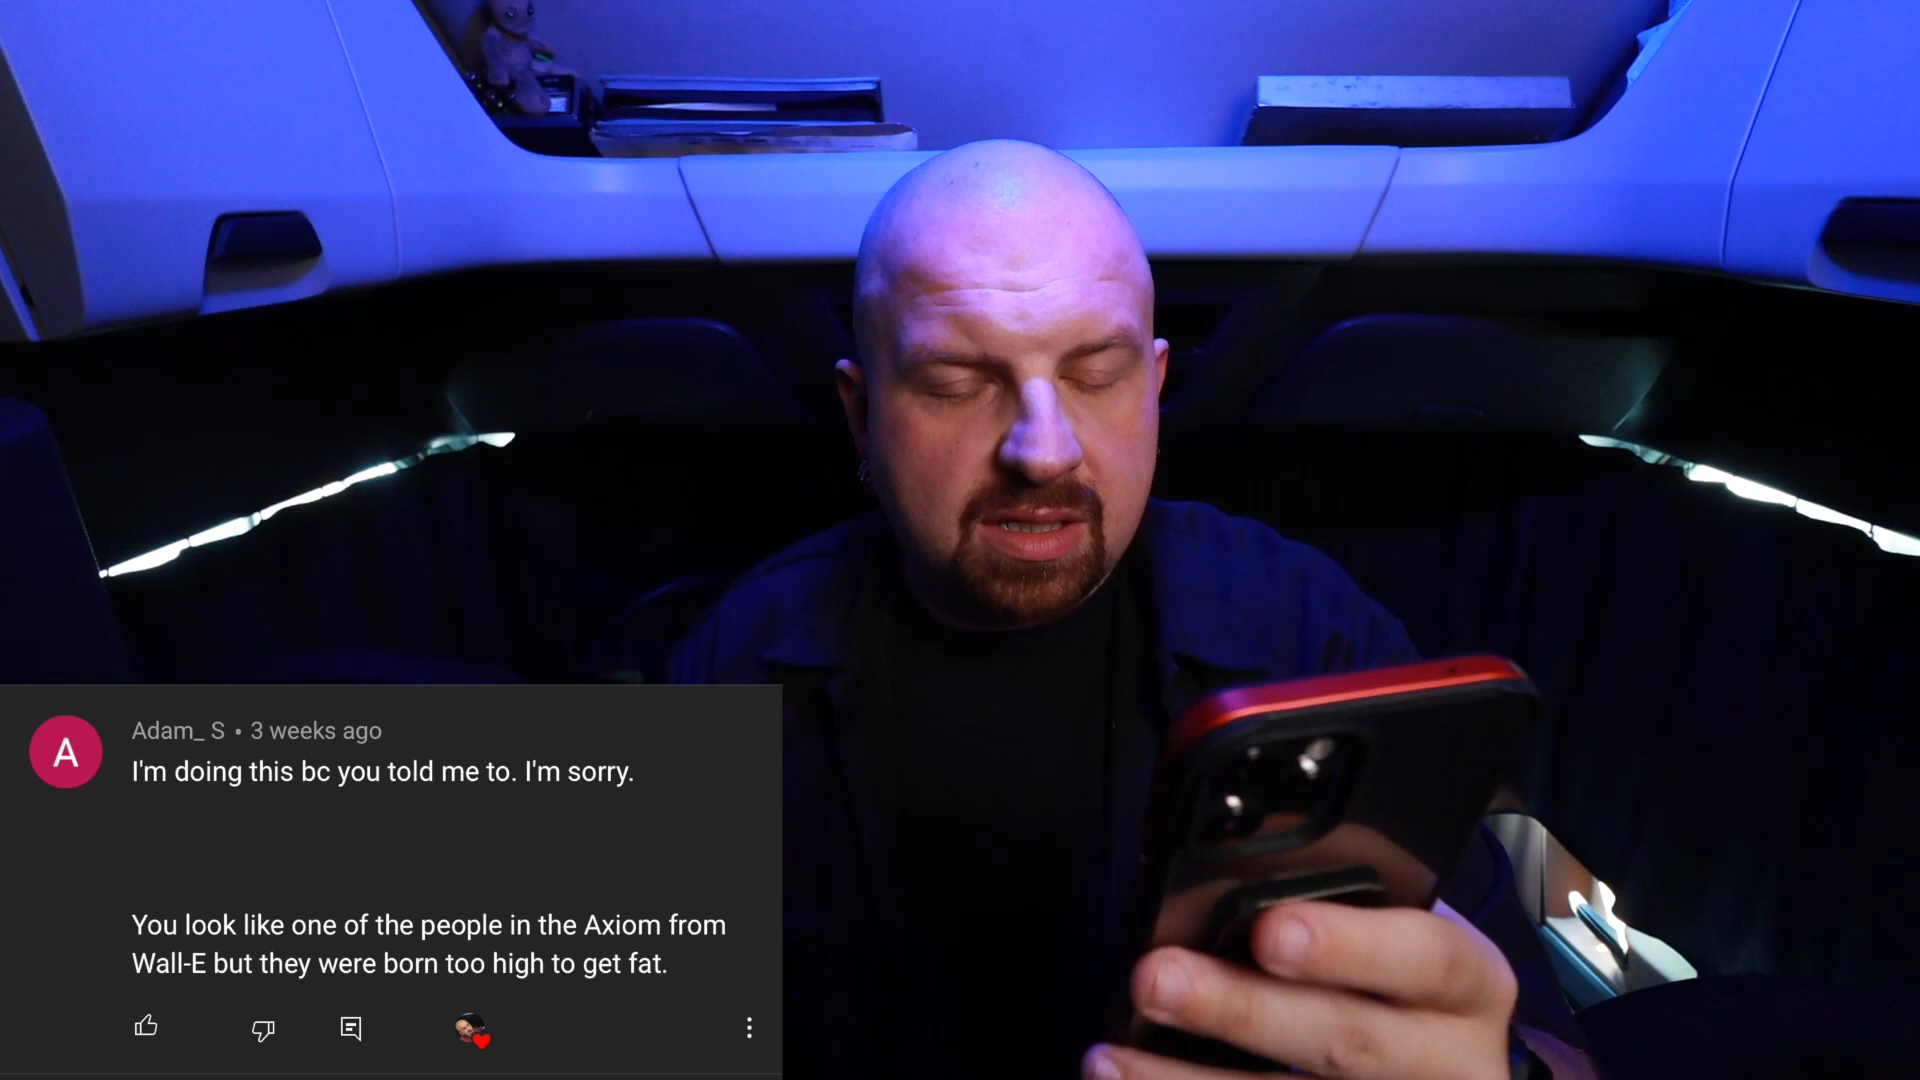 Adam_ S • 3 weeks ago
A
I'm doing this bc you told me to. I'm sorry.
You look like one of the people in the Axiom from
Wall-E but they were born too high to get fat.